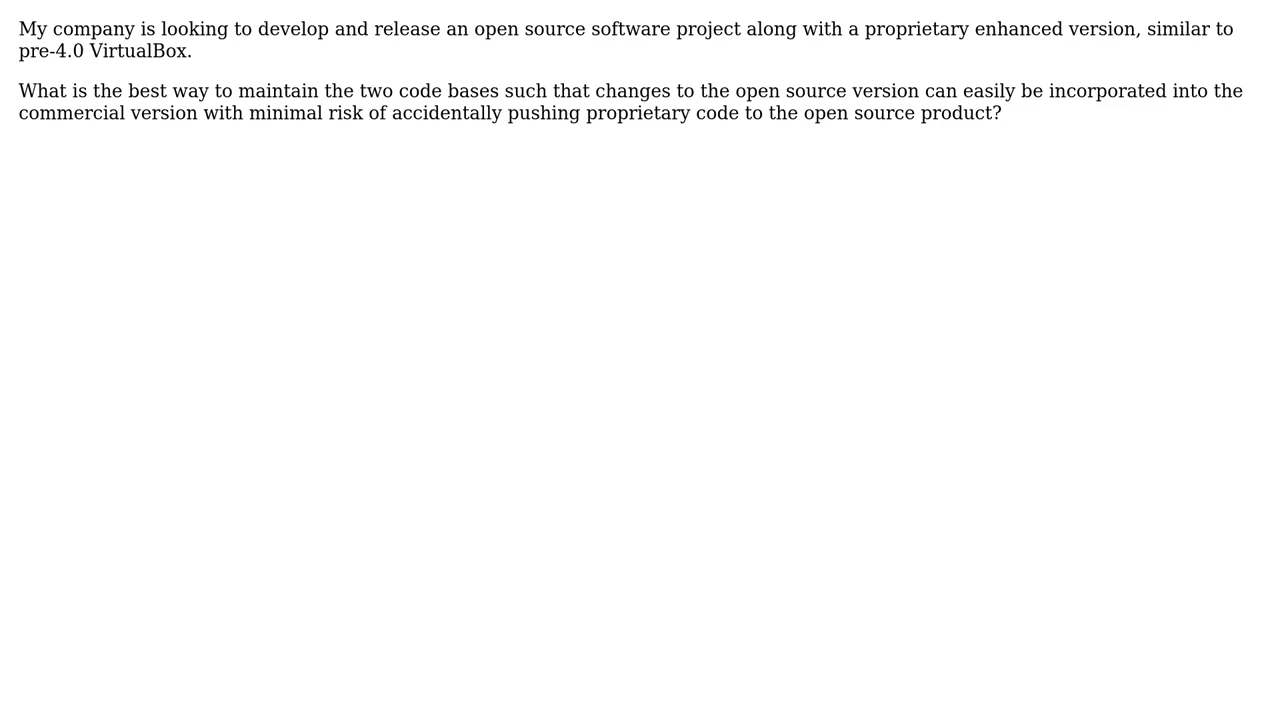 My company is looking to develop and release an open source software project along with a proprietary enhanced version, similar to
pre-4.0 VirtualBox.
What is the best way to maintain the two code bases such that changes to the open source version can easily be incorporated into the
commercial version with minimal risk of accidentally pushing proprietary code to the open source product?